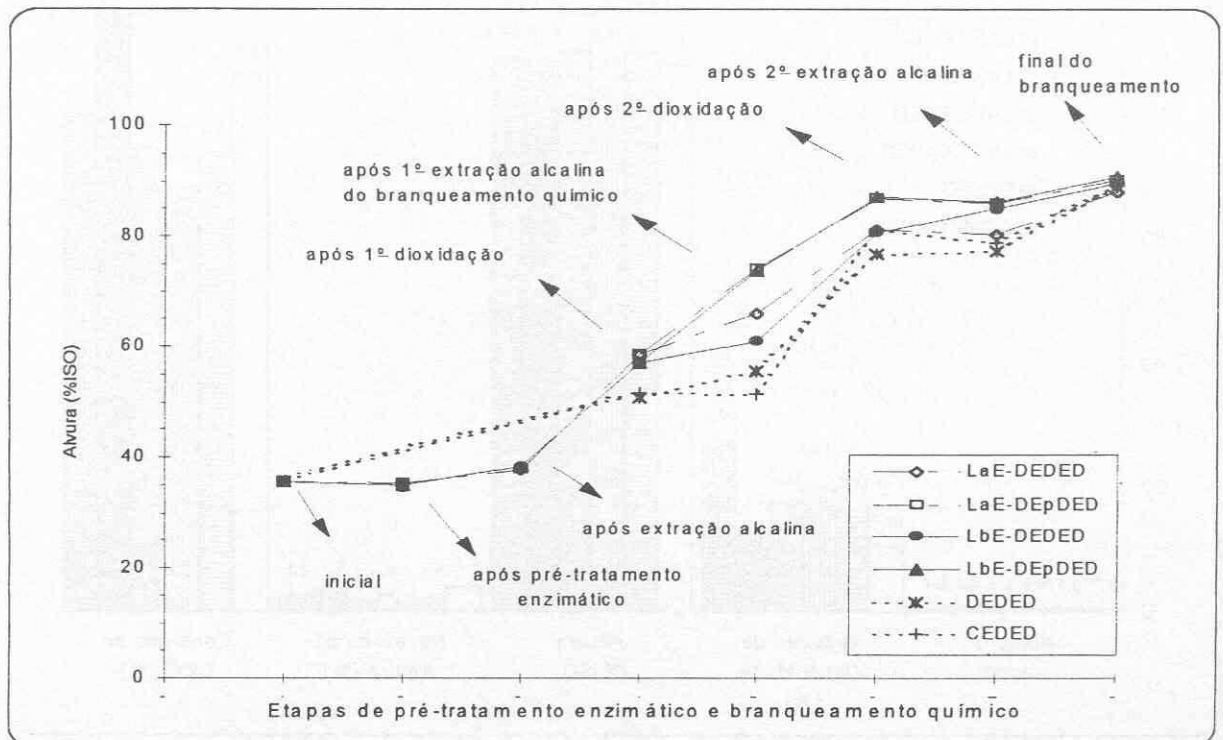 final do
branqueamento
após 2º extração alcalina
após 2º dioxidação
após 1º extração alcalina
do branqueamento químico
após 1º dioxidação
100
80
60
40
20
0
Alvura (%ISO)
após extração alcalina
inicial
após pré-tratamento
enzimático
LaE-DEDED
LaE-DEpDED
LbE-DEDED
LbE-DEpDED
DEDED
CEDED
Etapas de pré-tratamento enzimático e branqueamento químico